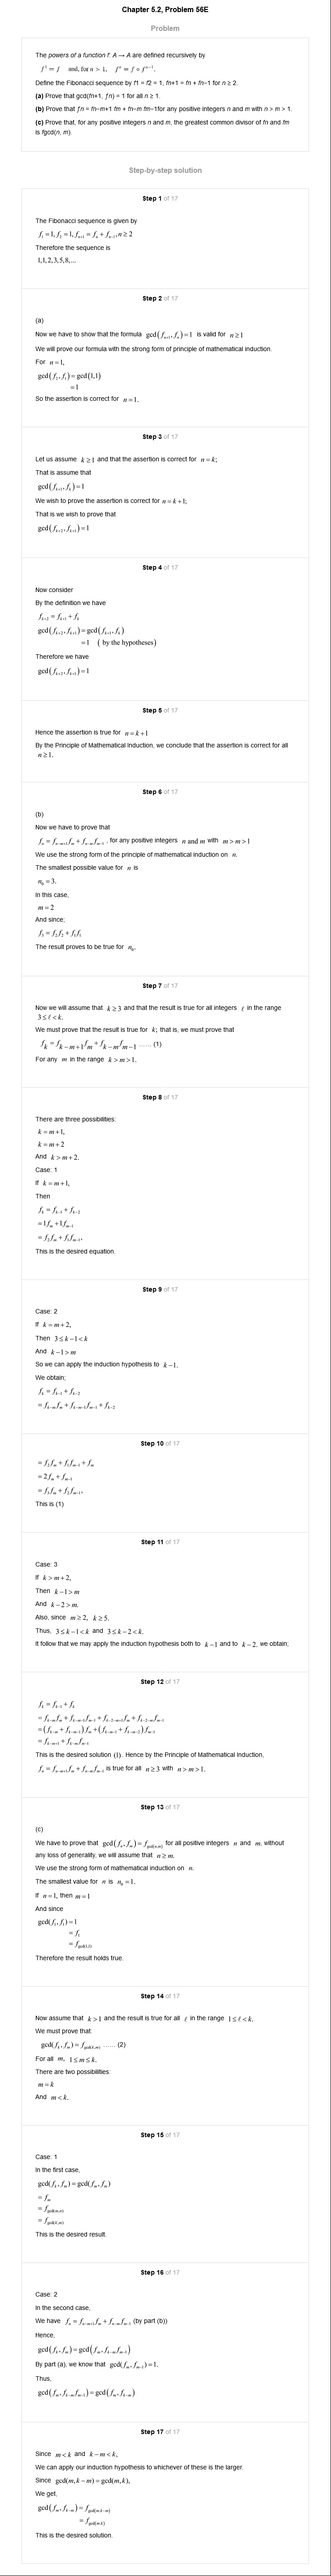 Chapter 5.2, Problem 56E
Problem
The powers of a function f: A → A are defined recursively by
f¹ = f and, for n > 1, fⁿ = f ∘ fⁿ⁻¹.
Define the Fibonacci sequence by f1 = f2 = 1, fn+1 = fn + fn−1 for n ≥ 2.
(a) Prove that gcd(fn+1, fn) = 1 for all n ≥ 1.
(b) Prove that fn = fn−m+1 fm + fn−m fm−1for any positive integers n and m with n > m > 1.
(c) Prove that, for any positive integers n and m, the greatest common divisor of fn and fm
is fgcd(n, m).
Step-by-step solution
Step 1 of 17
The Fibonacci sequence is given by
f_1 = 1, f_2 = 1, f_{n+1} = f_n + f_{n-1}, n ≥ 2
Therefore the sequence is
1,1,2,3,5,8,...
Step 2 of 17
(a)
Now we have to show that the formula gcd(f_{n+1}, f_n) = 1 is valid for n ≥ 1
We will prove our formula with the strong form of principle of mathematical induction.
For n = 1,
gcd(f_2, f_1) = gcd(1,1)
= 1
So the assertion is correct for n = 1.
Step 3 of 17
Let us assume k ≥ 1 and that the assertion is correct for n = k;
That is assume that
gcd(f_{k+1}, f_k) = 1
We wish to prove the assertion is correct for n = k + 1;
That is we wish to prove that
gcd(f_{k+2}, f_{k+1}) = 1
Step 4 of 17
Now consider
By the definition we have
f_{k+2} = f_{k+1} + f_k
gcd(f_{k+2}, f_{k+1}) = gcd(f_{k+1}, f_k)
= 1 ( by the hypotheses)
Therefore we have
gcd(f_{k+2}, f_{k+1}) = 1
Step 5 of 17
Hence the assertion is true for n = k + 1
By the Principle of Mathematical Induction, we conclude that the assertion is correct for all
n ≥ 1.
Step 6 of 17
(b)
Now we have to prove that
f_n = f_{n-m+1} f_m + f_{n-m} f_{m-1} , for any positive integers n and m with m > m > 1
We use the strong form of the principle of mathematical induction on n.
The smallest possible value for n is
n_0 = 3.
In this case,
m = 2
And since;
f_3 = f_2 f_2 + f_1 f_1
The result proves to be true for n_0.
Step 7 of 17
Now we will assume that k ≥ 3 and that the result is true for all integers ℓ in the range
3 ≤ ℓ < k.
We must prove that the result is true for k; that is, we must prove that
f_k = f_{k-m+1} f_m + f_{k-m} f_{m-1} ...... (1)
For any m in the range k > m > 1.
Step 8 of 17
There are three possibilities:
k = m + 1,
k = m + 2
And k > m + 2.
Case: 1
If k = m + 1,
Then
f_k = f_{k-1} + f_{k-2}
= 1f_m + 1f_{m-1}
= f_2 f_m + f_1 f_{m-1},
This is the desired equation.
Step 9 of 17
Case: 2
If k = m + 2,
Then 3 ≤ k − 1 < k
And k − 1 > m
So we can apply the induction hypothesis to k − 1,
We obtain;
f_k = f_{k-1} + f_{k-2}
= f_{k-m} f_m + f_{k-m-1} f_{m-1} + f_{k-2}
Step 10 of 17
= f_2 f_m + f_1 f_{m-1} + f_m
= 2f_m + f_{m-1}
= f_3 f_m + f_2 f_{m-1},
This is (1)
Step 11 of 17
Case: 3
If k > m + 2,
Then k − 1 > m
And k − 2 > m.
Also, since m ≥ 2, k ≥ 5.
Thus, 3 ≤ k − 1 < k and 3 ≤ k − 2 < k.
It follow that we may apply the induction hypothesis both to k − 1 and to k − 2, we obtain;
Step 12 of 17
f_k = f_{k-1} + f_k
= f_{k-m} f_m + f_{k-m-1} f_{m-1} + f_{k-2-m+1} f_m + f_{k-2-m} f_{m-1}
= (f_{k-m} + f_{k-m-1}) f_m + (f_{k-m-1} + f_{k-m-2}) f_{m-1}
= f_{k-m+1} + f_{k-m} f_{m-1}
This is the desired solution (1). Hence by the Principle of Mathematical Induction,
f_n = f_{n-m+1} f_m + f_{n-m} f_{m-1} is true for all n ≥ 3 with n > m > 1.
Step 13 of 17
(c)
We have to prove that gcd(f_n, f_m) = f_{gcd(n,m)} for all positive integers n and m. without
any loss of generality, we will assume that n ≥ m.
We use the strong form of mathematical induction on n.
The smallest value for n is n_0 = 1.
If n = 1, then m = 1
And since
gcd(f_1, f_1) = 1
= f_1
= f_{gcd(1,1)}
Therefore the result holds true.
Step 14 of 17
Now assume that k > 1 and the result is true for all ℓ in the range 1 ≤ ℓ < k.
We must prove that:
gcd(f_k, f_m) = f_{gcd(k,m)} ...... (2)
For all m, 1 ≤ m ≤ k.
There are two possibilities:
m = k
And m < k.
Step 15 of 17
Case: 1
In the first case,
gcd(f_k, f_m) = gcd(f_m, f_m)
= f_m
= f_{gcd(m,m)}
= f_{gcd(k,m)}
This is the desired result.
Step 16 of 17
Case: 2
In the second case,
We have f_n = f_{n-m+1} f_m + f_{n-m} f_{m-1} (by part (b))
Hence,
gcd(f_k, f_m) = gcd(f_m, f_{k-m} f_{m-1})
By part (a), we know that gcd(f_m, f_{m-1}) = 1,
Thus,
gcd(f_m, f_{k-m} f_{m-1}) = gcd(f_m, f_{k-m})
Step 17 of 17
Since m < k and k − m < k,
We can apply our induction hypothesis to whichever of these is the larger.
Since gcd(m, k − m) = gcd(m, k),
We get,
gcd(f_m, f_{k-m}) = f_{gcd(m·k-m)}
= f_{gcd(m·k)}
This is the desired solution.